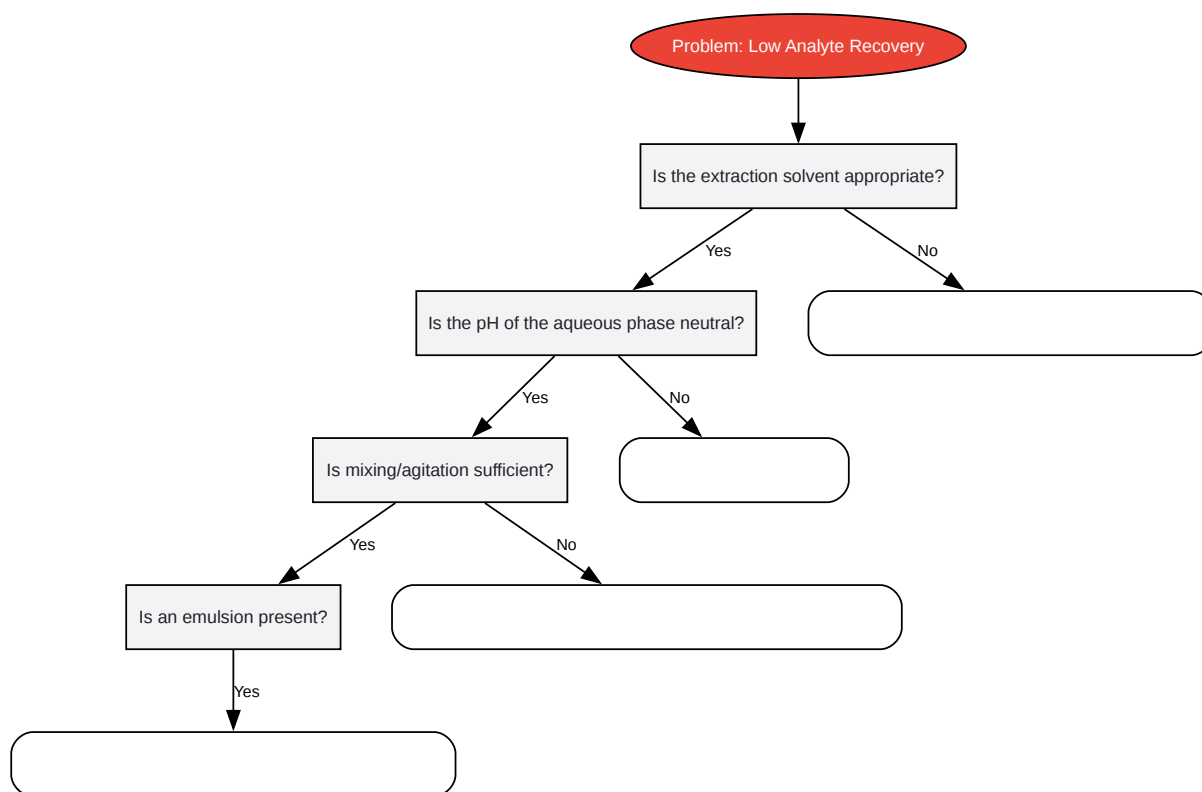 Problem: Low Analyte Recovery
Is the extraction solvent appropriate?
Yes
No
Is the pH of the aqueous phase neutral?
Yes
No
Is mixing/agitation sufficient?
Yes
No
Is an emulsion present?
Yes